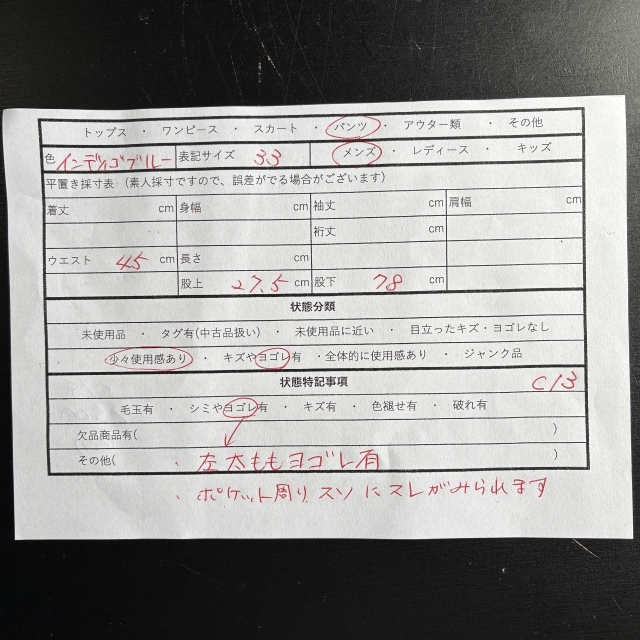 トップス ・ ワンピース ・ スカート ・ パンツ ・ アウター類 ・ その他
色 インディゴブルー 表記サイズ 33 メンズ ・ レディース ・ キッズ
平置き採寸表（素人採寸ですので、誤差がでる場合がございます）
着丈 cm 身幅 cm 袖丈 cm 肩幅 cm
裄丈 cm
ウエスト 45 cm 長さ cm
股上 27.5 cm 股下 78 cm
状態分類
未使用品 ・ タグ有(中古品扱い) ・ 未使用品に近い ・ 目立ったキズ・ヨゴレなし
少々使用感あり ・ キズやヨゴレ有 ・全体的に使用感あり ・ ジャンク品
状態特記事項 C13
毛玉有 ・ シミやヨゴレ有 ・ キズ有 ・ 色褪せ有 ・ 破れ有
欠品商品有( )
その他( 、左太ももヨゴレ有 )
、ポケット周り、スソにスレがみられます